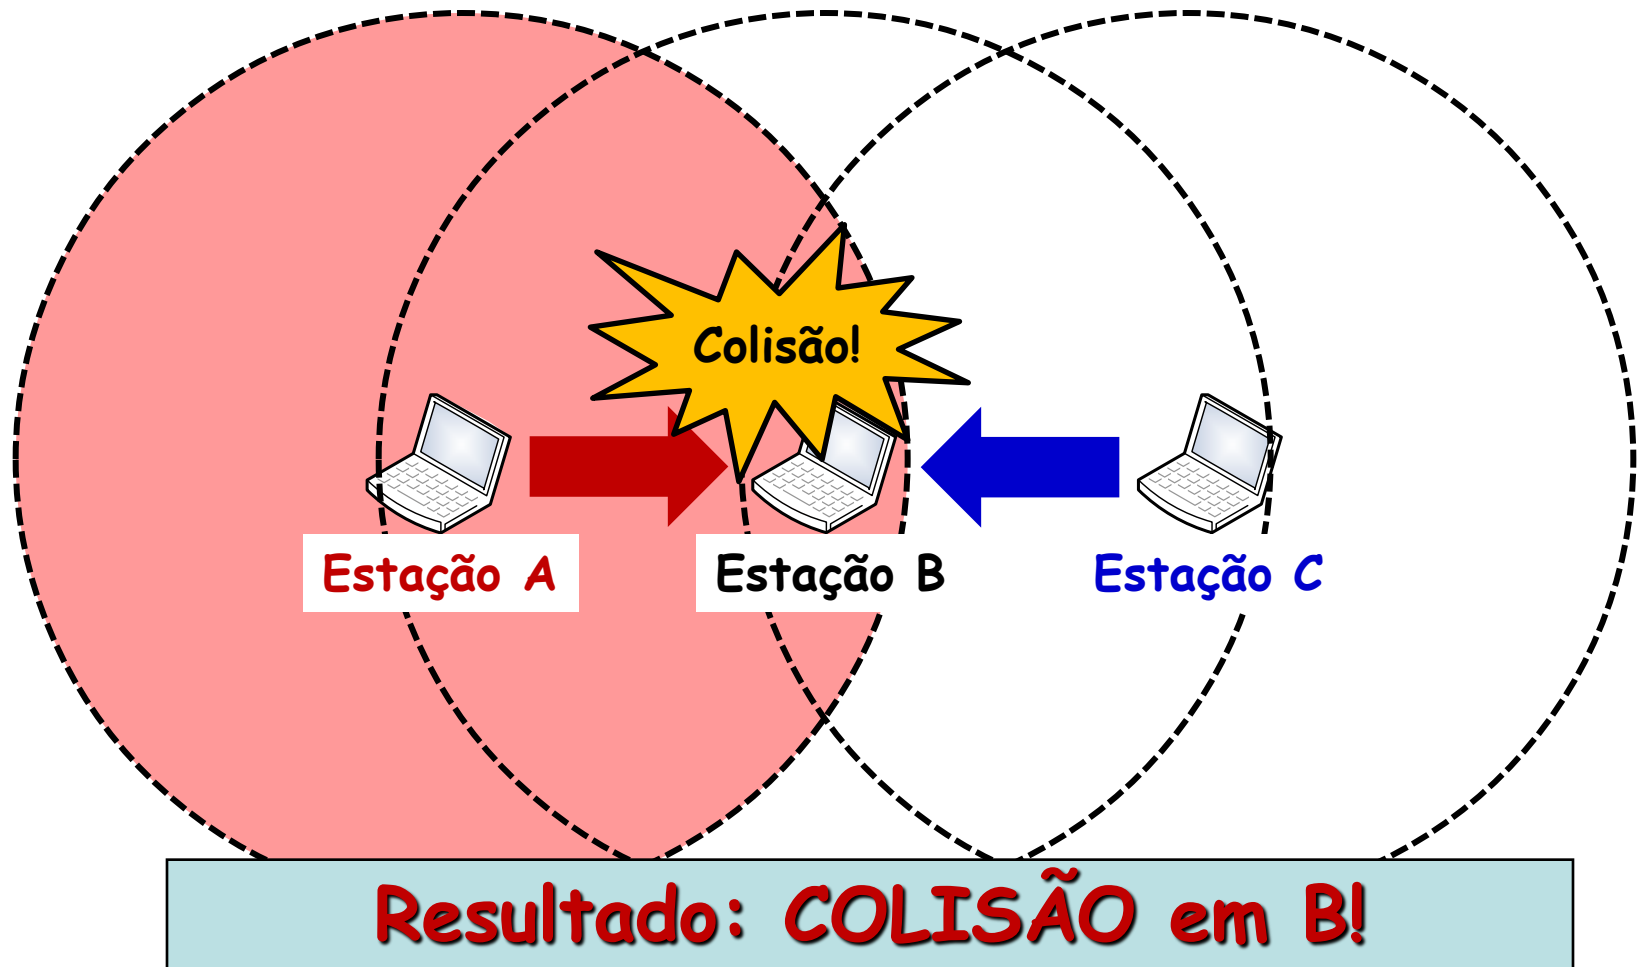 Colisão!
Estação A
Estação B
Estação C
Resultado: COLISÃO em B!